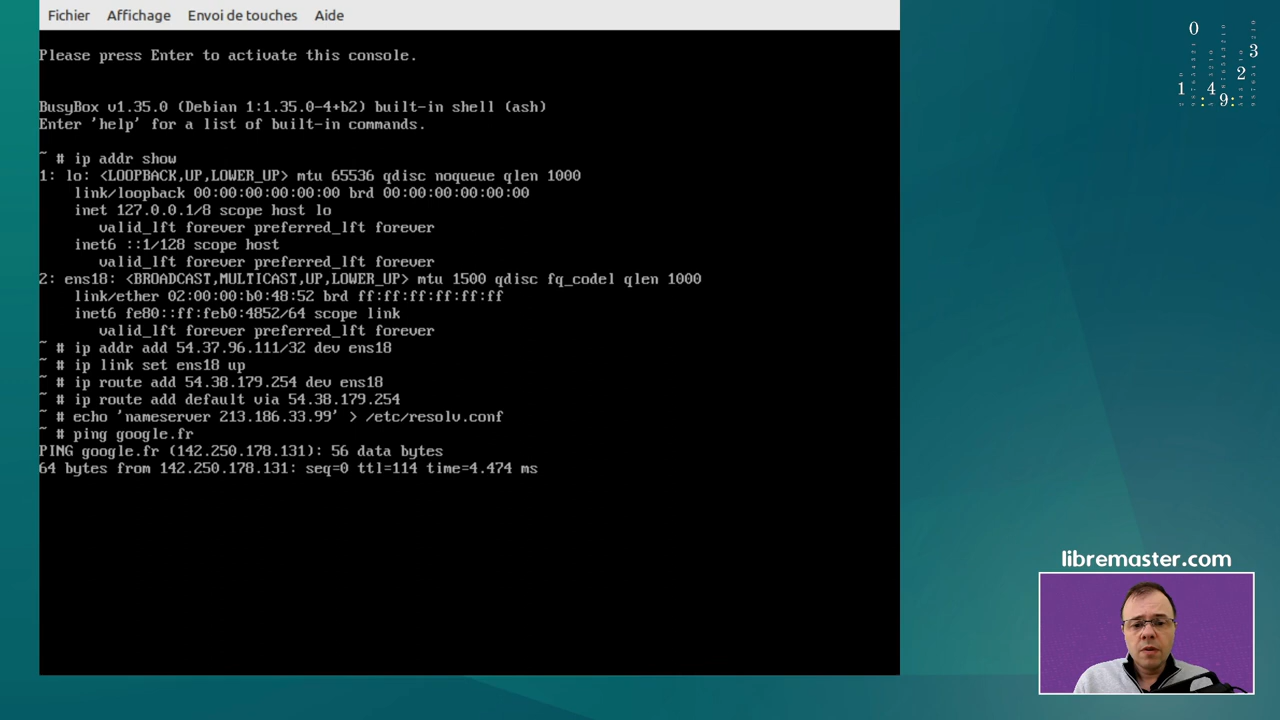 Fichier Affichage Envoi de touches Aide
Please press Enter to activate this console.
BusyBox v1.35.0 (Debian 1:1.35.0-4+b2) built-in shell (ash)
Enter 'help' for a list of built-in commands.
~ # ip addr show
1: lo: <LOOPBACK,UP,LOWER_UP> mtu 65536 qdisc noqueue qlen 1000
link/loopback 00:00:00:00:00:00 brd 00:00:00:00:00:00
inet 127.0.0.1/8 scope host lo
valid_lft forever preferred_lft forever
inet6 ::1/128 scope host
valid_lft forever preferred_lft forever
2: ens18: <BROADCAST,MULTICAST,UP,LOWER_UP> mtu 1500 qdisc fq_codel qlen 1000
link/ether 02:00:00:b0:48:52 brd ff:ff:ff:ff:ff:ff
inet6 fe80::ff:feb0:4852/64 scope link
valid_lft forever preferred_lft forever
~ # ip addr add 54.37.96.111/32 dev ens18
~ # ip link set ens18 up
~ # ip route add 54.38.179.254 dev ens18
~ # ip route add default via 54.38.179.254
~ # echo 'nameserver 213.186.33.99' > /etc/resolv.conf
~ # ping google.fr
PING google.fr (142.250.178.131): 56 data bytes
64 bytes from 142.250.178.131: seq=0 ttl=114 time=4.474 ms
libremaster.com